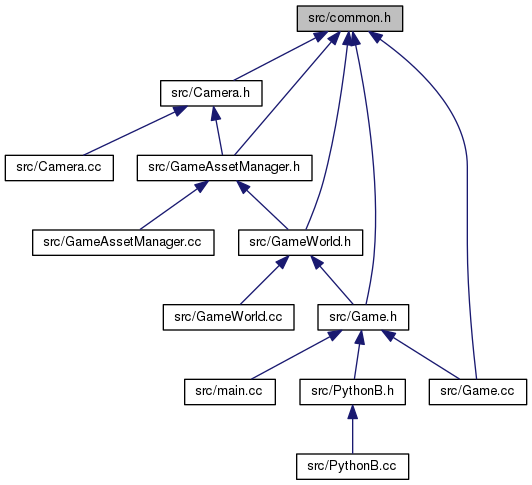 src/common.h
src/Camera.h
src/Camera.cc
src/GameAssetManager.h
src/GameAssetManager.cc
src/GameWorld.h
src/GameWorld.cc
src/Game.h
src/main.cc
src/PythonB.h
src/Game.cc
src/PythonB.cc